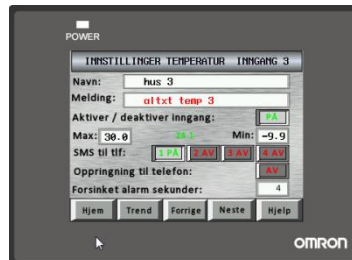 POWER
INNSTILLINGER TEMPERATUR INNGANG 3
Navn: hus 3
Melding: altxt temp 3
Aktiver / deaktiver inngang: PÅ
Max: 30.0 Min: -9.9
SMS til tlf: 1 PÅ 2 AV 3 AV 4 AV
Oppringning til telefon: AV
Forsinket alarm sekunder: 4
Hjem Trend Forrige Neste Hjelp
OMRON